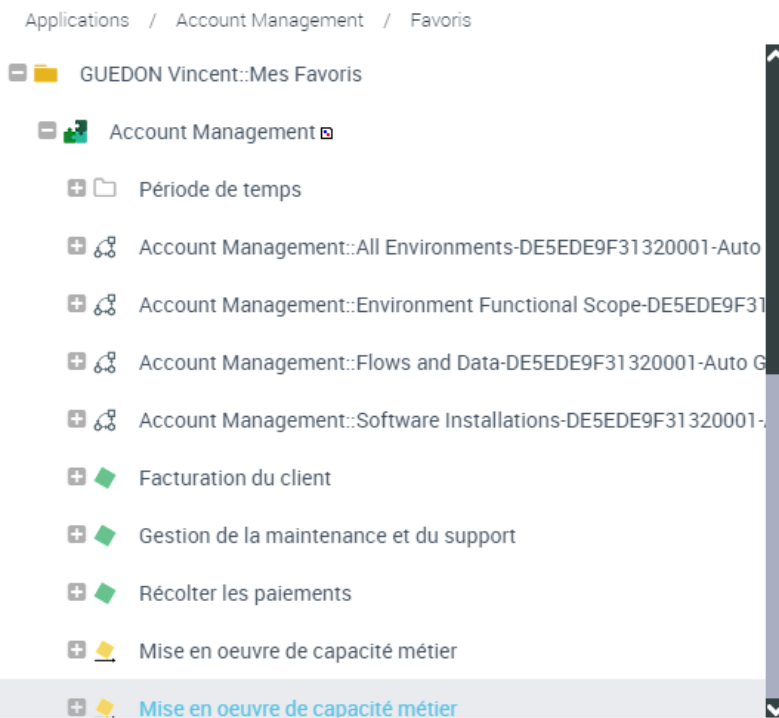 Applications / Account Management / Favoris
GUEDON Vincent::Mes Favoris
Account Management
Période de temps
Account Management::All Environments-DE5EDE9F31320001-Auto
Account Management::Environment Functional Scope-DE5EDE9F31
Account Management::Flows and Data-DE5EDE9F31320001-Auto G
Account Management::Software Installations-DE5EDE9F31320001-
Facturation du client
Gestion de la maintenance et du support
Récolter les paiements
Mise en oeuvre de capacité métier
Mise en oeuvre de capacité métier